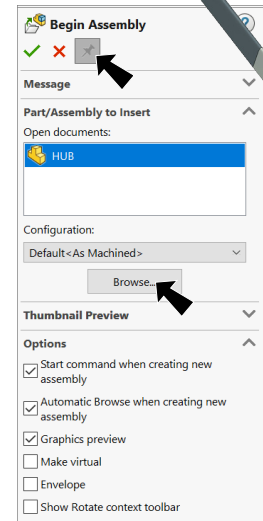 Begin Assembly
?
Message
Part/Assembly to Insert
Open documents:
HUB
Configuration:
Default<As Machined>
Browse...
Thumbnail Preview
Options
Start command when creating new
assembly
Automatic Browse when creating new
assembly
Graphics preview
Make virtual
Envelope
Show Rotate context toolbar